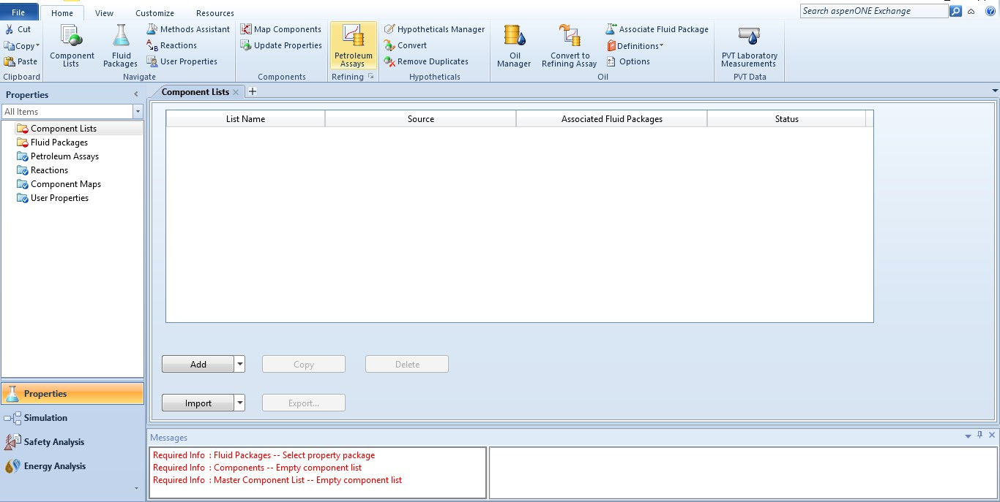 File Home View Customize Resources Search aspenONE Exchange
Cut
Copy
Paste
Clipboard
Component Lists
Fluid Packages
Methods Assistant
Reactions
User Properties
Navigate
Map Components
Update Properties
Components
Petroleum Assays
Refining
Hypotheticals Manager
Convert
Remove Duplicates
Hypotheticals
Oil Manager
Convert to Refining Assay
Associate Fluid Package
Definitions
Options
Oil
PVT Laboratory Measurements
PVT Data
Properties
All Items
Component Lists
Fluid Packages
Petroleum Assays
Reactions
Component Maps
User Properties
Properties
Simulation
Safety Analysis
Energy Analysis
Component Lists
List Name Source Associated Fluid Packages Status
Add Copy Delete
Import Export...
Messages
Required Info : Fluid Packages -- Select property package
Required Info : Components -- Empty component list
Required Info : Master Component List -- Empty component list